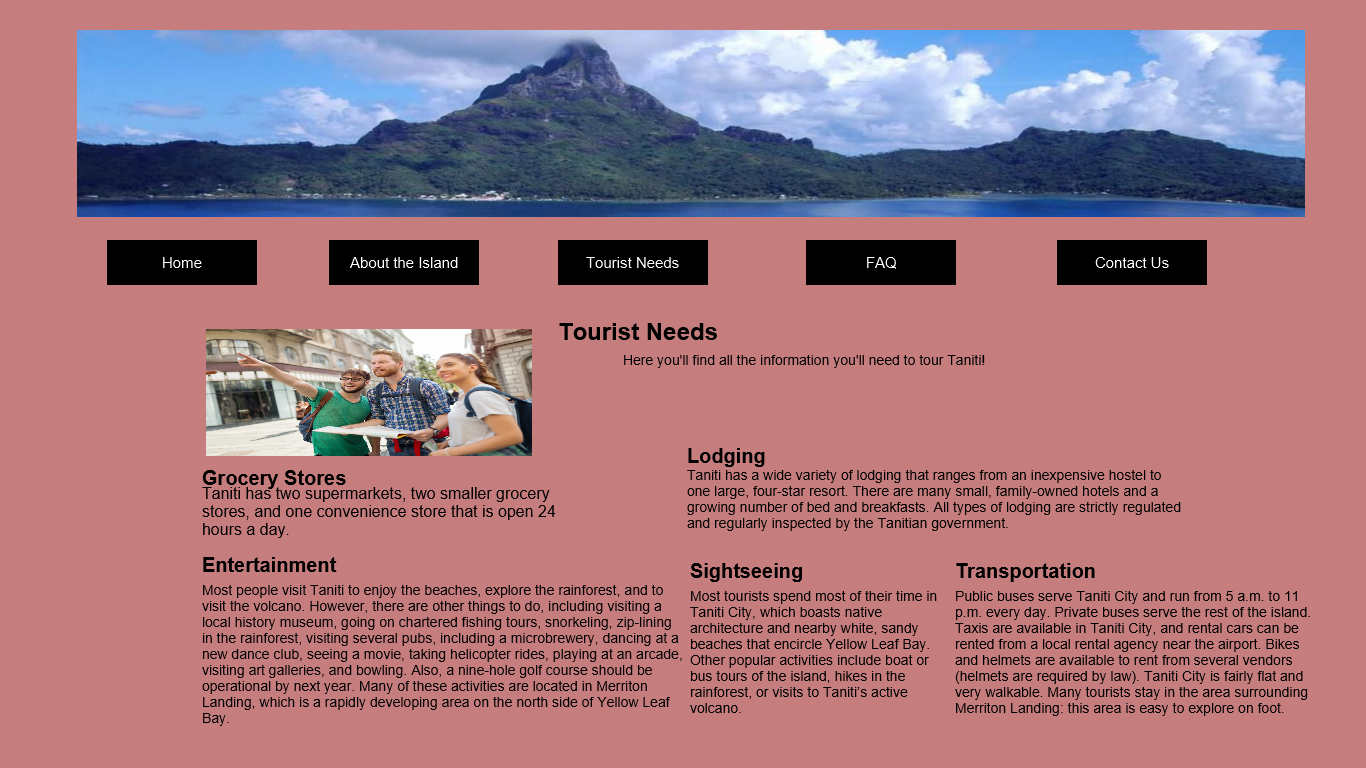 Home
About the Island
Tourist Needs
FAQ
Contact Us
Tourist Needs
Here you'll find all the information you'll need to tour Taniti!
Grocery Stores
Taniti has two supermarkets, two smaller grocery
stores, and one convenience store that is open 24
hours a day.
Lodging
Taniti has a wide variety of lodging that ranges from an inexpensive hostel to
one large, four-star resort. There are many small, family-owned hotels and a
growing number of bed and breakfasts. All types of lodging are strictly regulated
and regularly inspected by the Tanitian government.
Entertainment
Most people visit Taniti to enjoy the beaches, explore the rainforest, and to
visit the volcano. However, there are other things to do, including visiting a
local history museum, going on chartered fishing tours, snorkeling, zip-lining
in the rainforest, visiting several pubs, including a microbrewery, dancing at a
new dance club, seeing a movie, taking helicopter rides, playing at an arcade,
visiting art galleries, and bowling. Also, a nine-hole golf course should be
operational by next year. Many of these activities are located in Merriton
Landing, which is a rapidly developing area on the north side of Yellow Leaf
Bay.
Sightseeing
Most tourists spend most of their time in
Taniti City, which boasts native
architecture and nearby white, sandy
beaches that encircle Yellow Leaf Bay.
Other popular activities include boat or
bus tours of the island, hikes in the
rainforest, or visits to Taniti's active
volcano.
Transportation
Public buses serve Taniti City and run from 5 a.m. to 11
p.m. every day. Private buses serve the rest of the island.
Taxis are available in Taniti City, and rental cars can be
rented from a local rental agency near the airport. Bikes
and helmets are available to rent from several vendors
(helmets are required by law). Taniti City is fairly flat and
very walkable. Many tourists stay in the area surrounding
Merriton Landing: this area is easy to explore on foot.